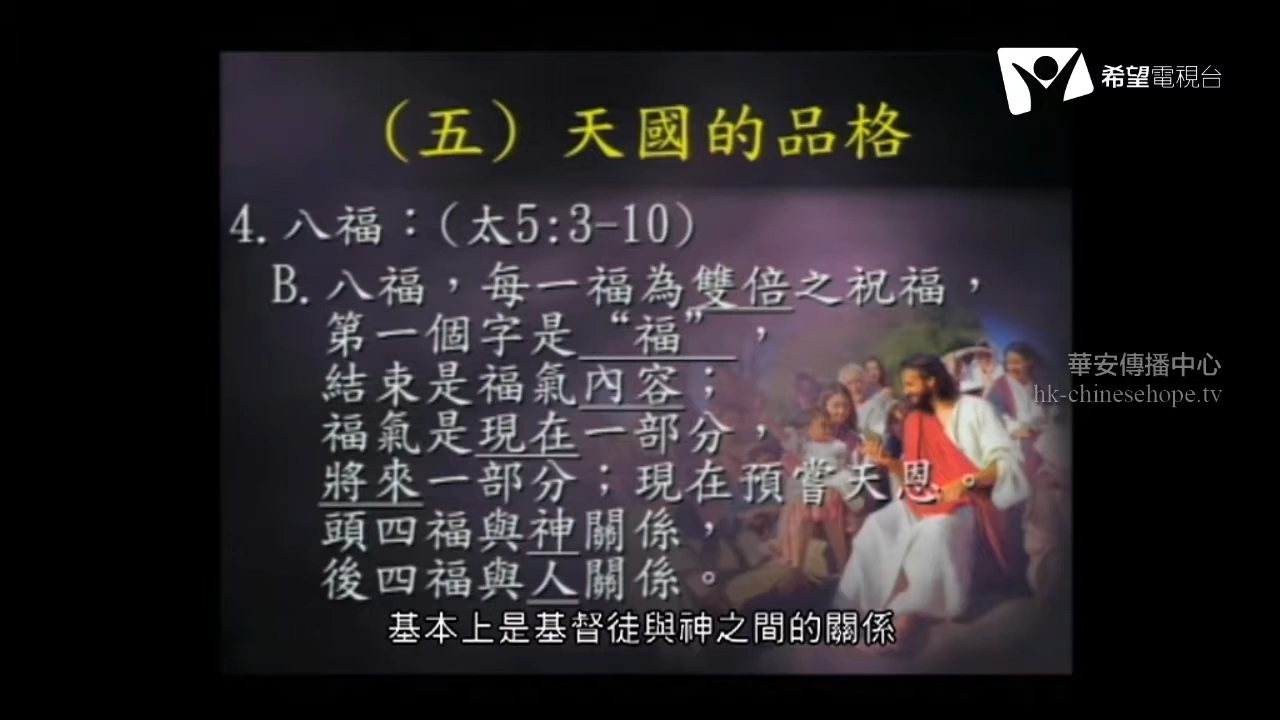 希望電視台
（五）天國的品格
4.八福：(太5:3-10)
B.八福，每一福為雙倍之祝福，
第一個字是“福”，
結束是福氣內容；
福氣是現在一部分，
將來一部分；現在預嘗天恩。
頭四福與神關係，
後四福與人關係。
基本上是基督徒與神之間的關係
華安傳播中心
hk-chinesehope.tv